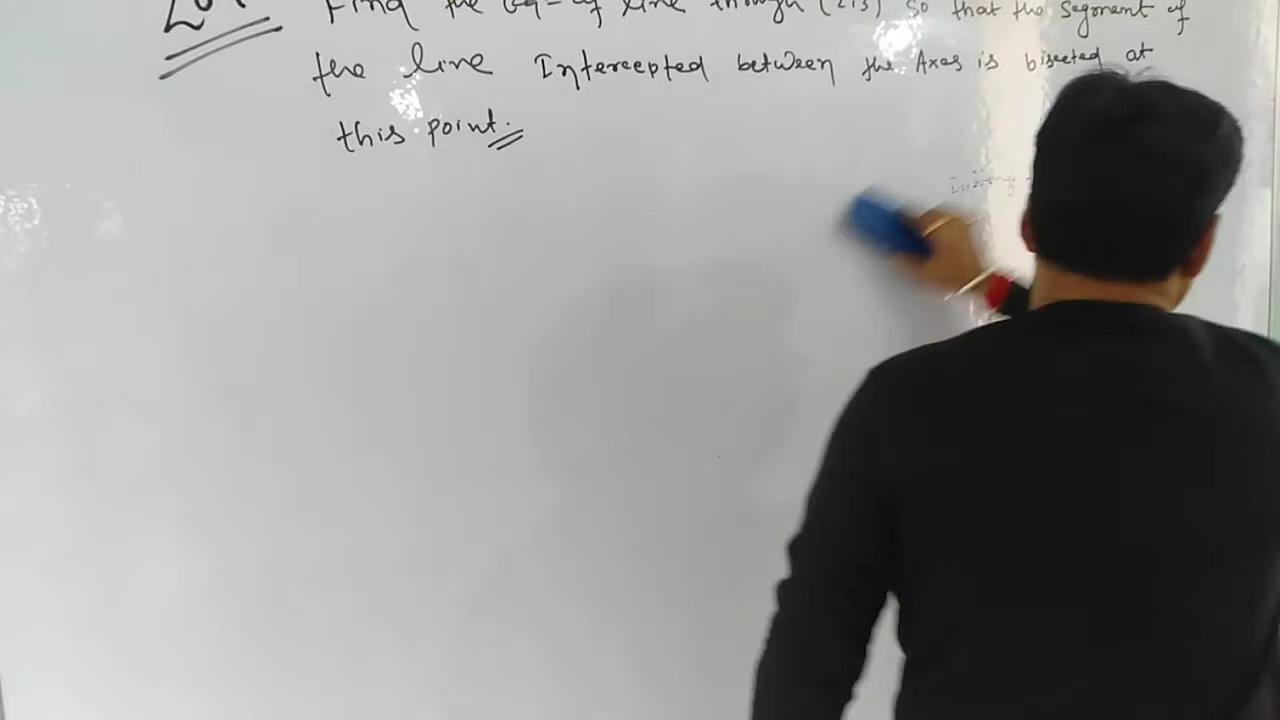 Find the Eqn of line through (2,3) so that the segment of
the line Intercepted between the Axes is bisected at
this point.